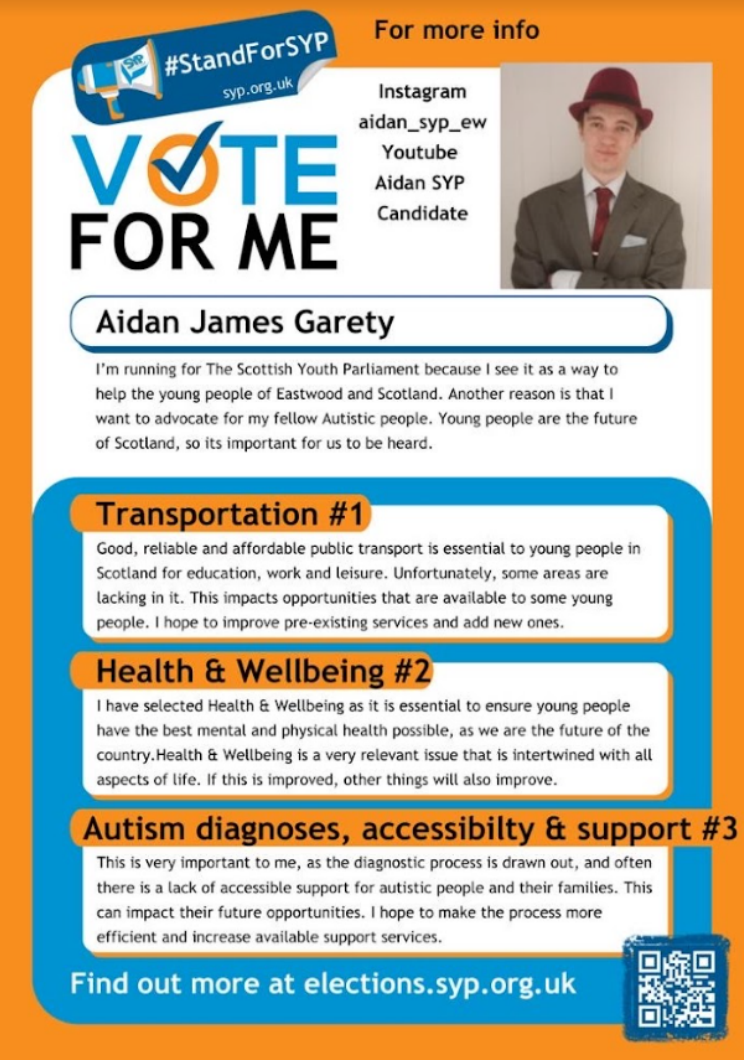 For more info
#StandForSYP
syp.org.uk
SYP
Instagram
aidan_syp_ew
Youtube
Aidan SYP
Candidate
VOTE
FOR ME
Aidan James Garety
I'm running for The Scottish Youth Parliament because I see it as a way to
help the young people of Eastwood and Scotland. Another reason is that I
want to advocate for my fellow Autistic people. Young people are the future
of Scotland, so its important for us to be heard.
Transportation #1
Good, reliable and affordable public transport is essential to young people in
Scotland for education, work and leisure. Unfortunately, some areas are
lacking in it. This impacts opportunities that are available to some young
people. I hope to improve pre-existing services and add new ones.
Health & Wellbeing #2
I have selected Health & Wellbeing as it is essential to ensure young people
have the best mental and physical health possible, as we are the future of the
country.Health & Wellbeing is a very relevant issue that is intertwined with all
aspects of life. If this is improved, other things will also improve.
Autism diagnoses, accessibilty & support #3
This is very important to me, as the diagnostic process is drawn out, and often
there is a lack of accessible support for autistic people and their families. This
can impact their future opportunities. I hope to make the process more
efficient and increase available support services.
Find out more at elections.syp.org.uk